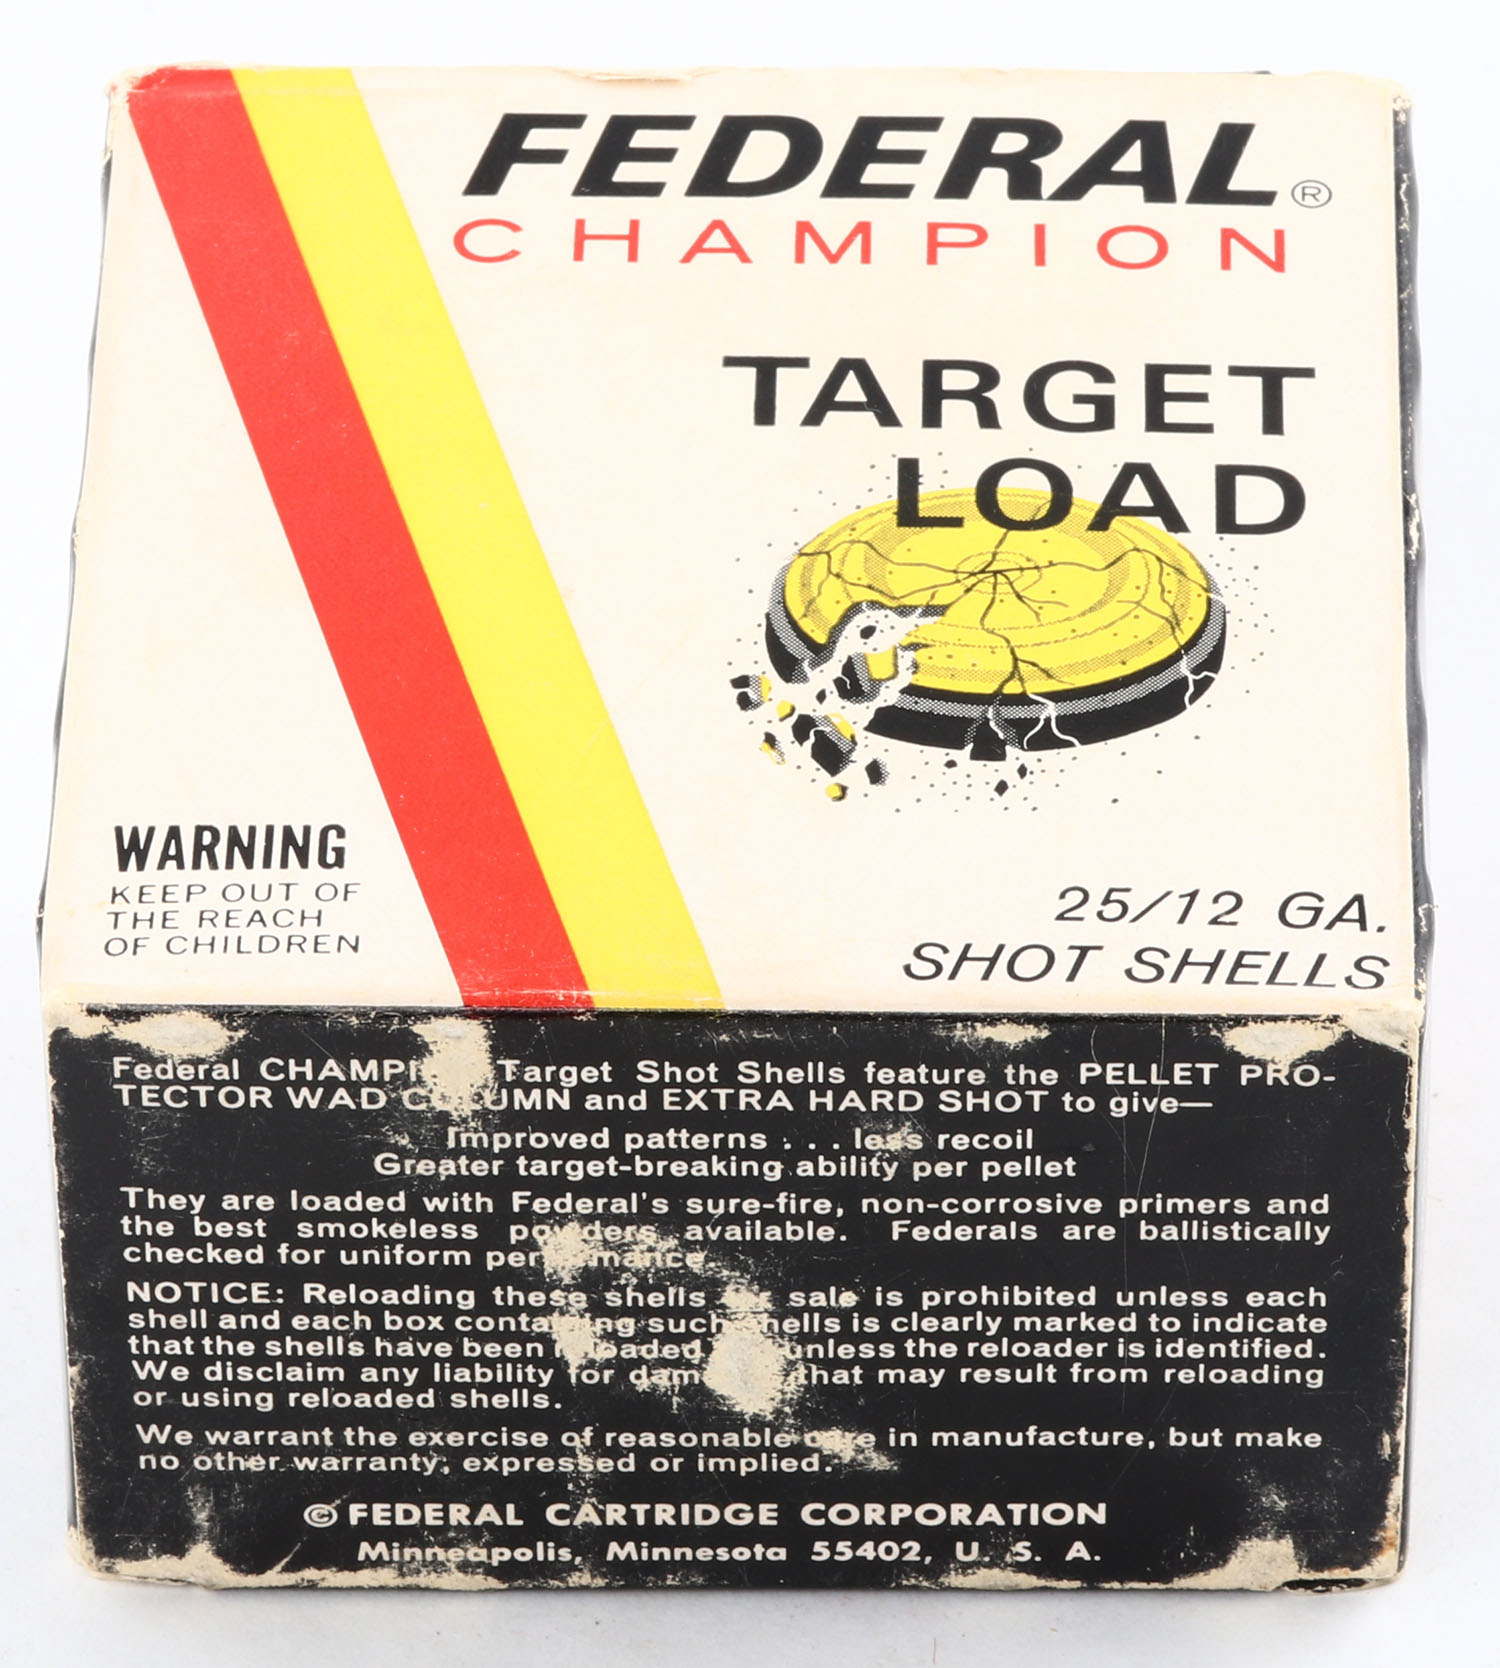 FEDERAL®
CHAMPION
TARGET
LOAD
WARNING
KEEP OUT OF
THE REACH
OF CHILDREN
25/12 GA.
SHOT SHELLS
Federal Target Shot Shells feature the PELLET PRO-
TECTOR WAD and EXTRA HARD SHOT to give—
Improved patterns . . . less recoil
Greater target-breaking ability per pellet
They are loaded with Federal's sure-fire, non-corrosive primers and
the best smokeless powders available. Federals are ballistically
checked for uniform performance
NOTICE: Reloading these shells sale is prohibited unless each
shell and each box containing such shells is clearly marked to indicate
that the shells have been reloaded unless the reloader is identified.
We disclaim any liability for that may result from reloading
or using reloaded shells.
We warrant the exercise of reasonable care in manufacture, but make
no other warranty, expressed or implied.
© FEDERAL CARTRIDGE CORPORATION
Minneapolis, Minnesota 55402, U. S. A.